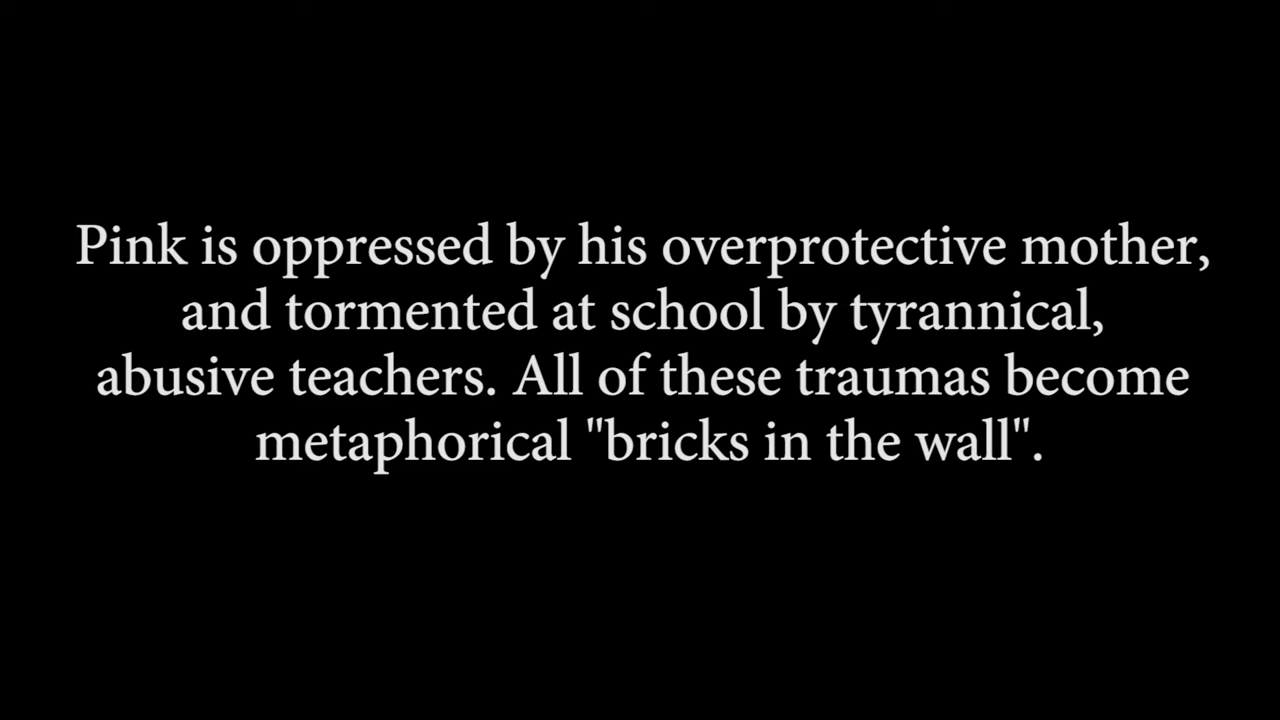 Pink is oppressed by his overprotective mother,
and tormented at school by tyrannical,
abusive teachers. All of these traumas become
metaphorical "bricks in the wall".